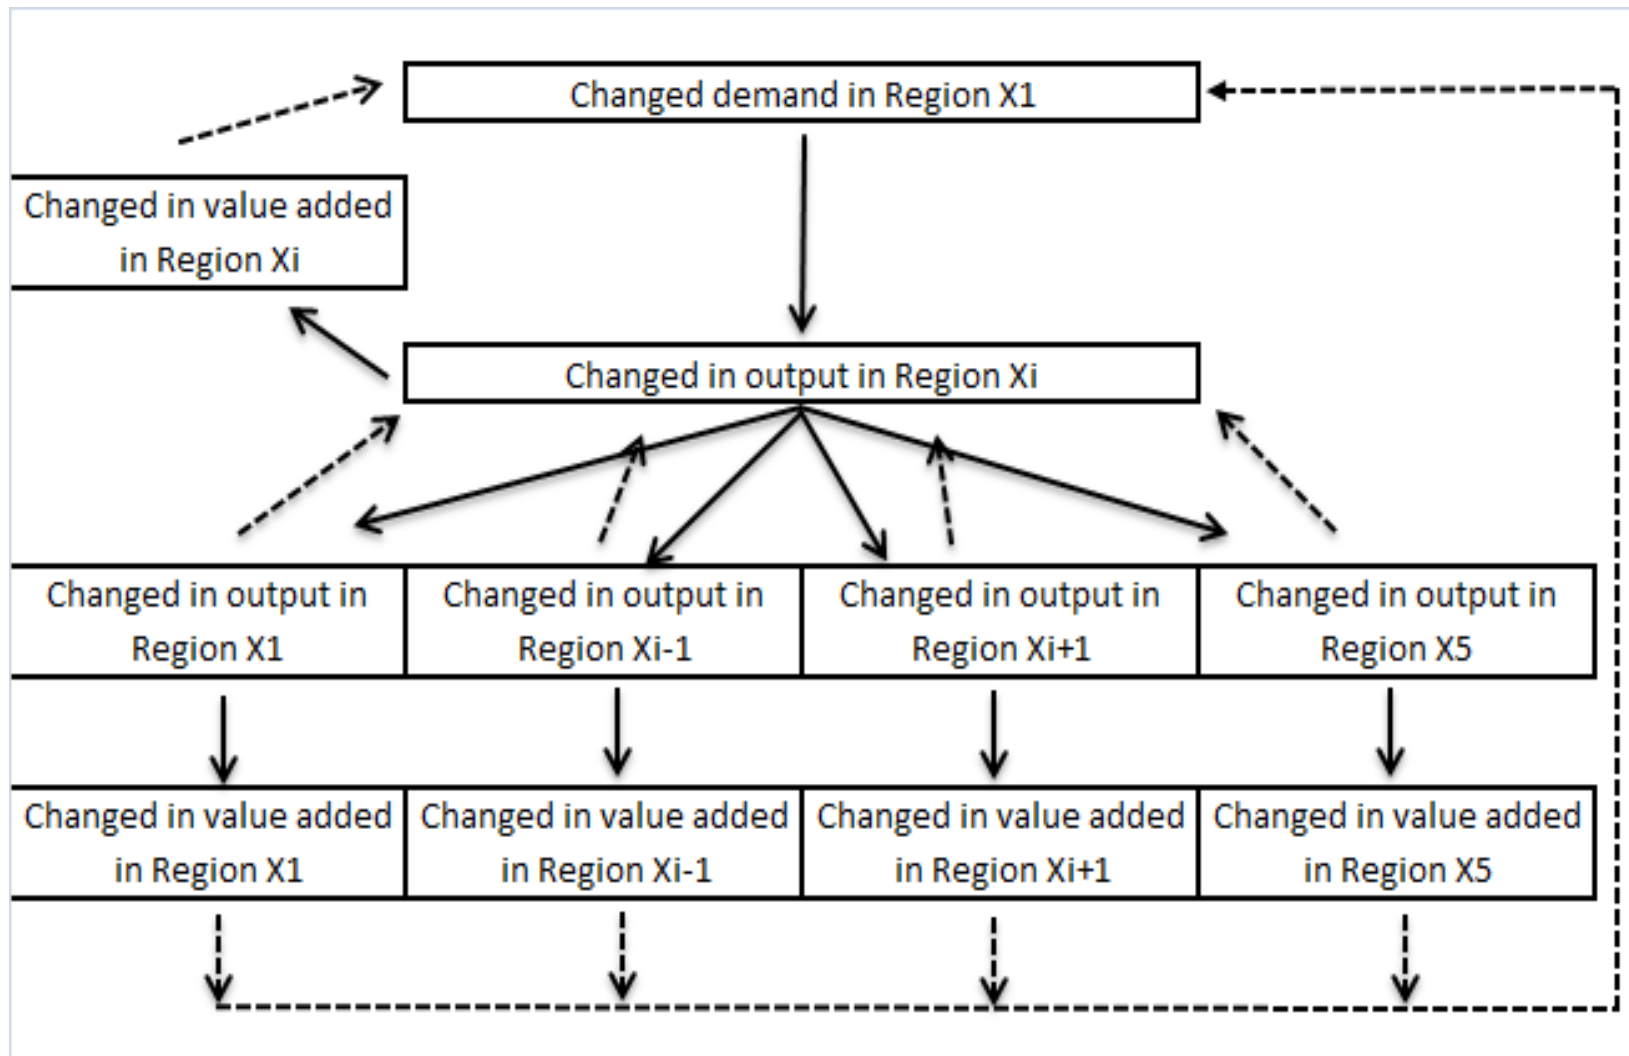 Changed demand in Region X1
Changed in value added
in Region Xi
Changed in output in Region Xi
Changed in output in
Region X1
Changed in output in
Region Xi-1
Changed in output in
Region Xi+1
Changed in output in
Region X5
Changed in value added
in Region X1
Changed in value added
in Region Xi-1
Changed in value added
in Region Xi+1
Changed in value added
in Region X5